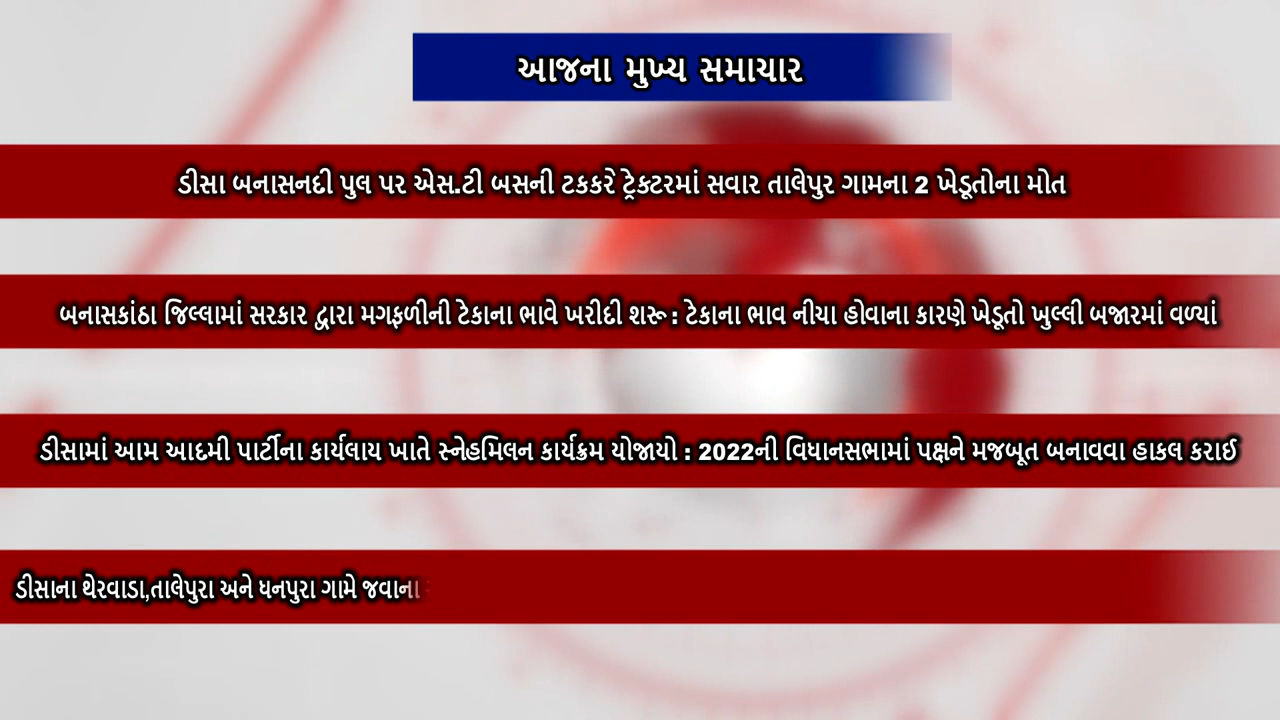 આજના મુખ્ય સમાચાર
ડીસા બનાસનદી પુલ પર એસ.ટી બસની ટકકરે ટ્રેક્ટરમાં સવાર તાલેપુર ગામના 2 ખેડૂતોના મોત
બનાસકાંઠા જિલ્લામાં સરકાર દ્વારા મગફળીની ટેકાના ભાવે ખરીદી શરૂ : ટેકાના ભાવ નીચા હોવાના કારણે ખેડૂતો ખુલ્લી બજારમાં વળ્યાં
ડીસામાં આમ આદમી પાર્ટીના કાર્યલાય ખાતે સ્નેહમિલન કાર્યક્રમ યોજાયો : 2022ની વિધાનસભામાં પક્ષને મજબૂત બનાવવા હાકલ કરાઈ
ડીસાના થેરવાડા,તાલેપુરા અને ધનપુરા ગામે જવાના